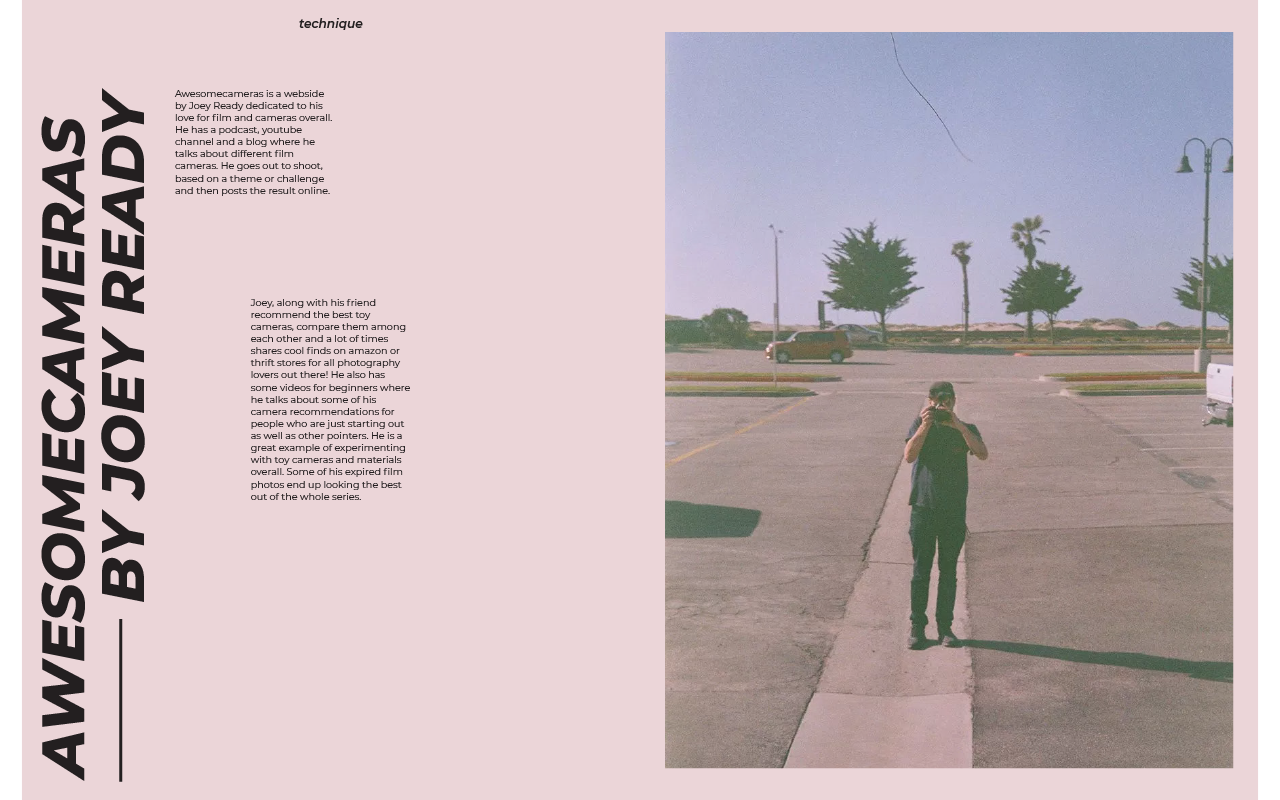 technique
AWESOMECAMERAS
BY JOEY READY
Awesomecameras is a webside
by Joey Ready dedicated to his
love for film and cameras overall.
He has a podcast, youtube
channel and a blog where he
talks about different film
cameras. He goes out to shoot,
based on a theme or challenge
and then posts the result online.
Joey, along with his friend
recommend the best toy
cameras, compare them among
each other and a lot of times
shares cool finds on amazon or
thrift stores for all photography
lovers out there! He also has
some videos for beginners where
he talks about some of his
camera recommendations for
people who are just starting out
as well as other pointers. He is a
great example of experimenting
with toy cameras and materials
overall. Some of his expired film
photos end up looking the best
out of the whole series.